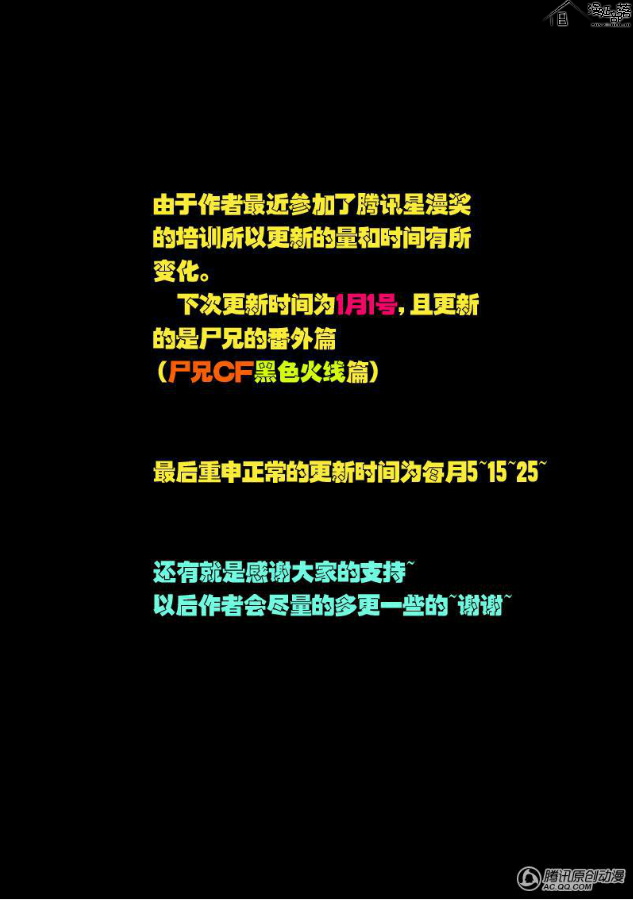 漫画部落
由于作者最近参加了腾讯星漫奖
的培训所以更新的量和时间有所
变化。
下次更新时间为1月1号,且更新
的是尸兄的番外篇
(尸兄CF黑色火线篇)
最后重申正常的更新时间为每月5~15~25~
还有就是感谢大家的支持~
以后作者会尽量的多更一些的~谢谢~
腾讯原创动漫
AC.QQ.COM